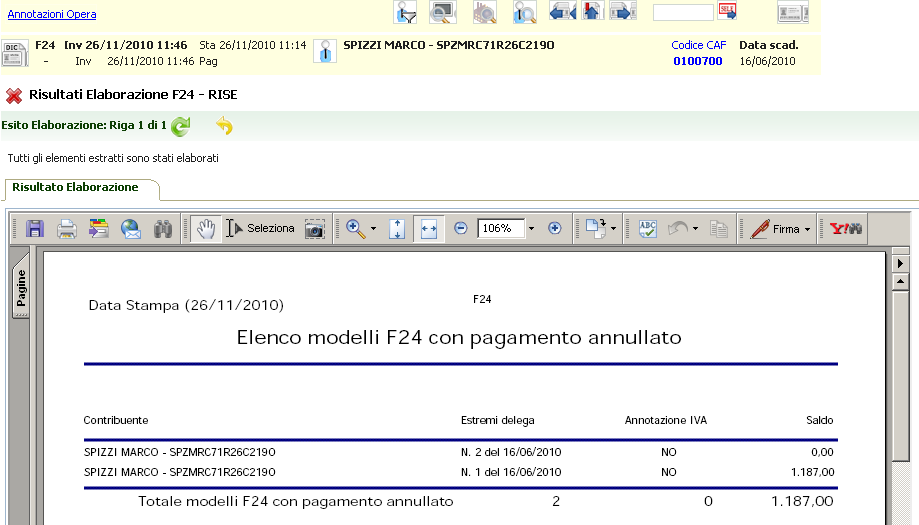 Annotazioni Opera
SELF
DIC
F24 Inv 26/11/2010 11:46 Sta 26/11/2010 11:14 SPIZZI MARCO - SPZMRC71R26C219O Codice CAF Data scad.
- Inv 26/11/2010 11:46 Pag 0100700 16/06/2010
Risultati Elaborazione F24 - RISE
Esito Elaborazione: Riga 1 di 1
Tutti gli elementi estratti sono stati elaborati
Risultato Elaborazione
Seleziona 106% ABC Firma Y!
Pagine
Data Stampa (26/11/2010) F24
Elenco modelli F24 con pagamento annullato
Contribuente Estremi delega Annotazione IVA Saldo
SPIZZI MARCO - SPZMRC71R26C219O N. 2 del 16/06/2010 NO 0,00
SPIZZI MARCO - SPZMRC71R26C219O N. 1 del 16/06/2010 NO 1.187,00
Totale modelli F24 con pagamento annullato 2 0 1.187,00